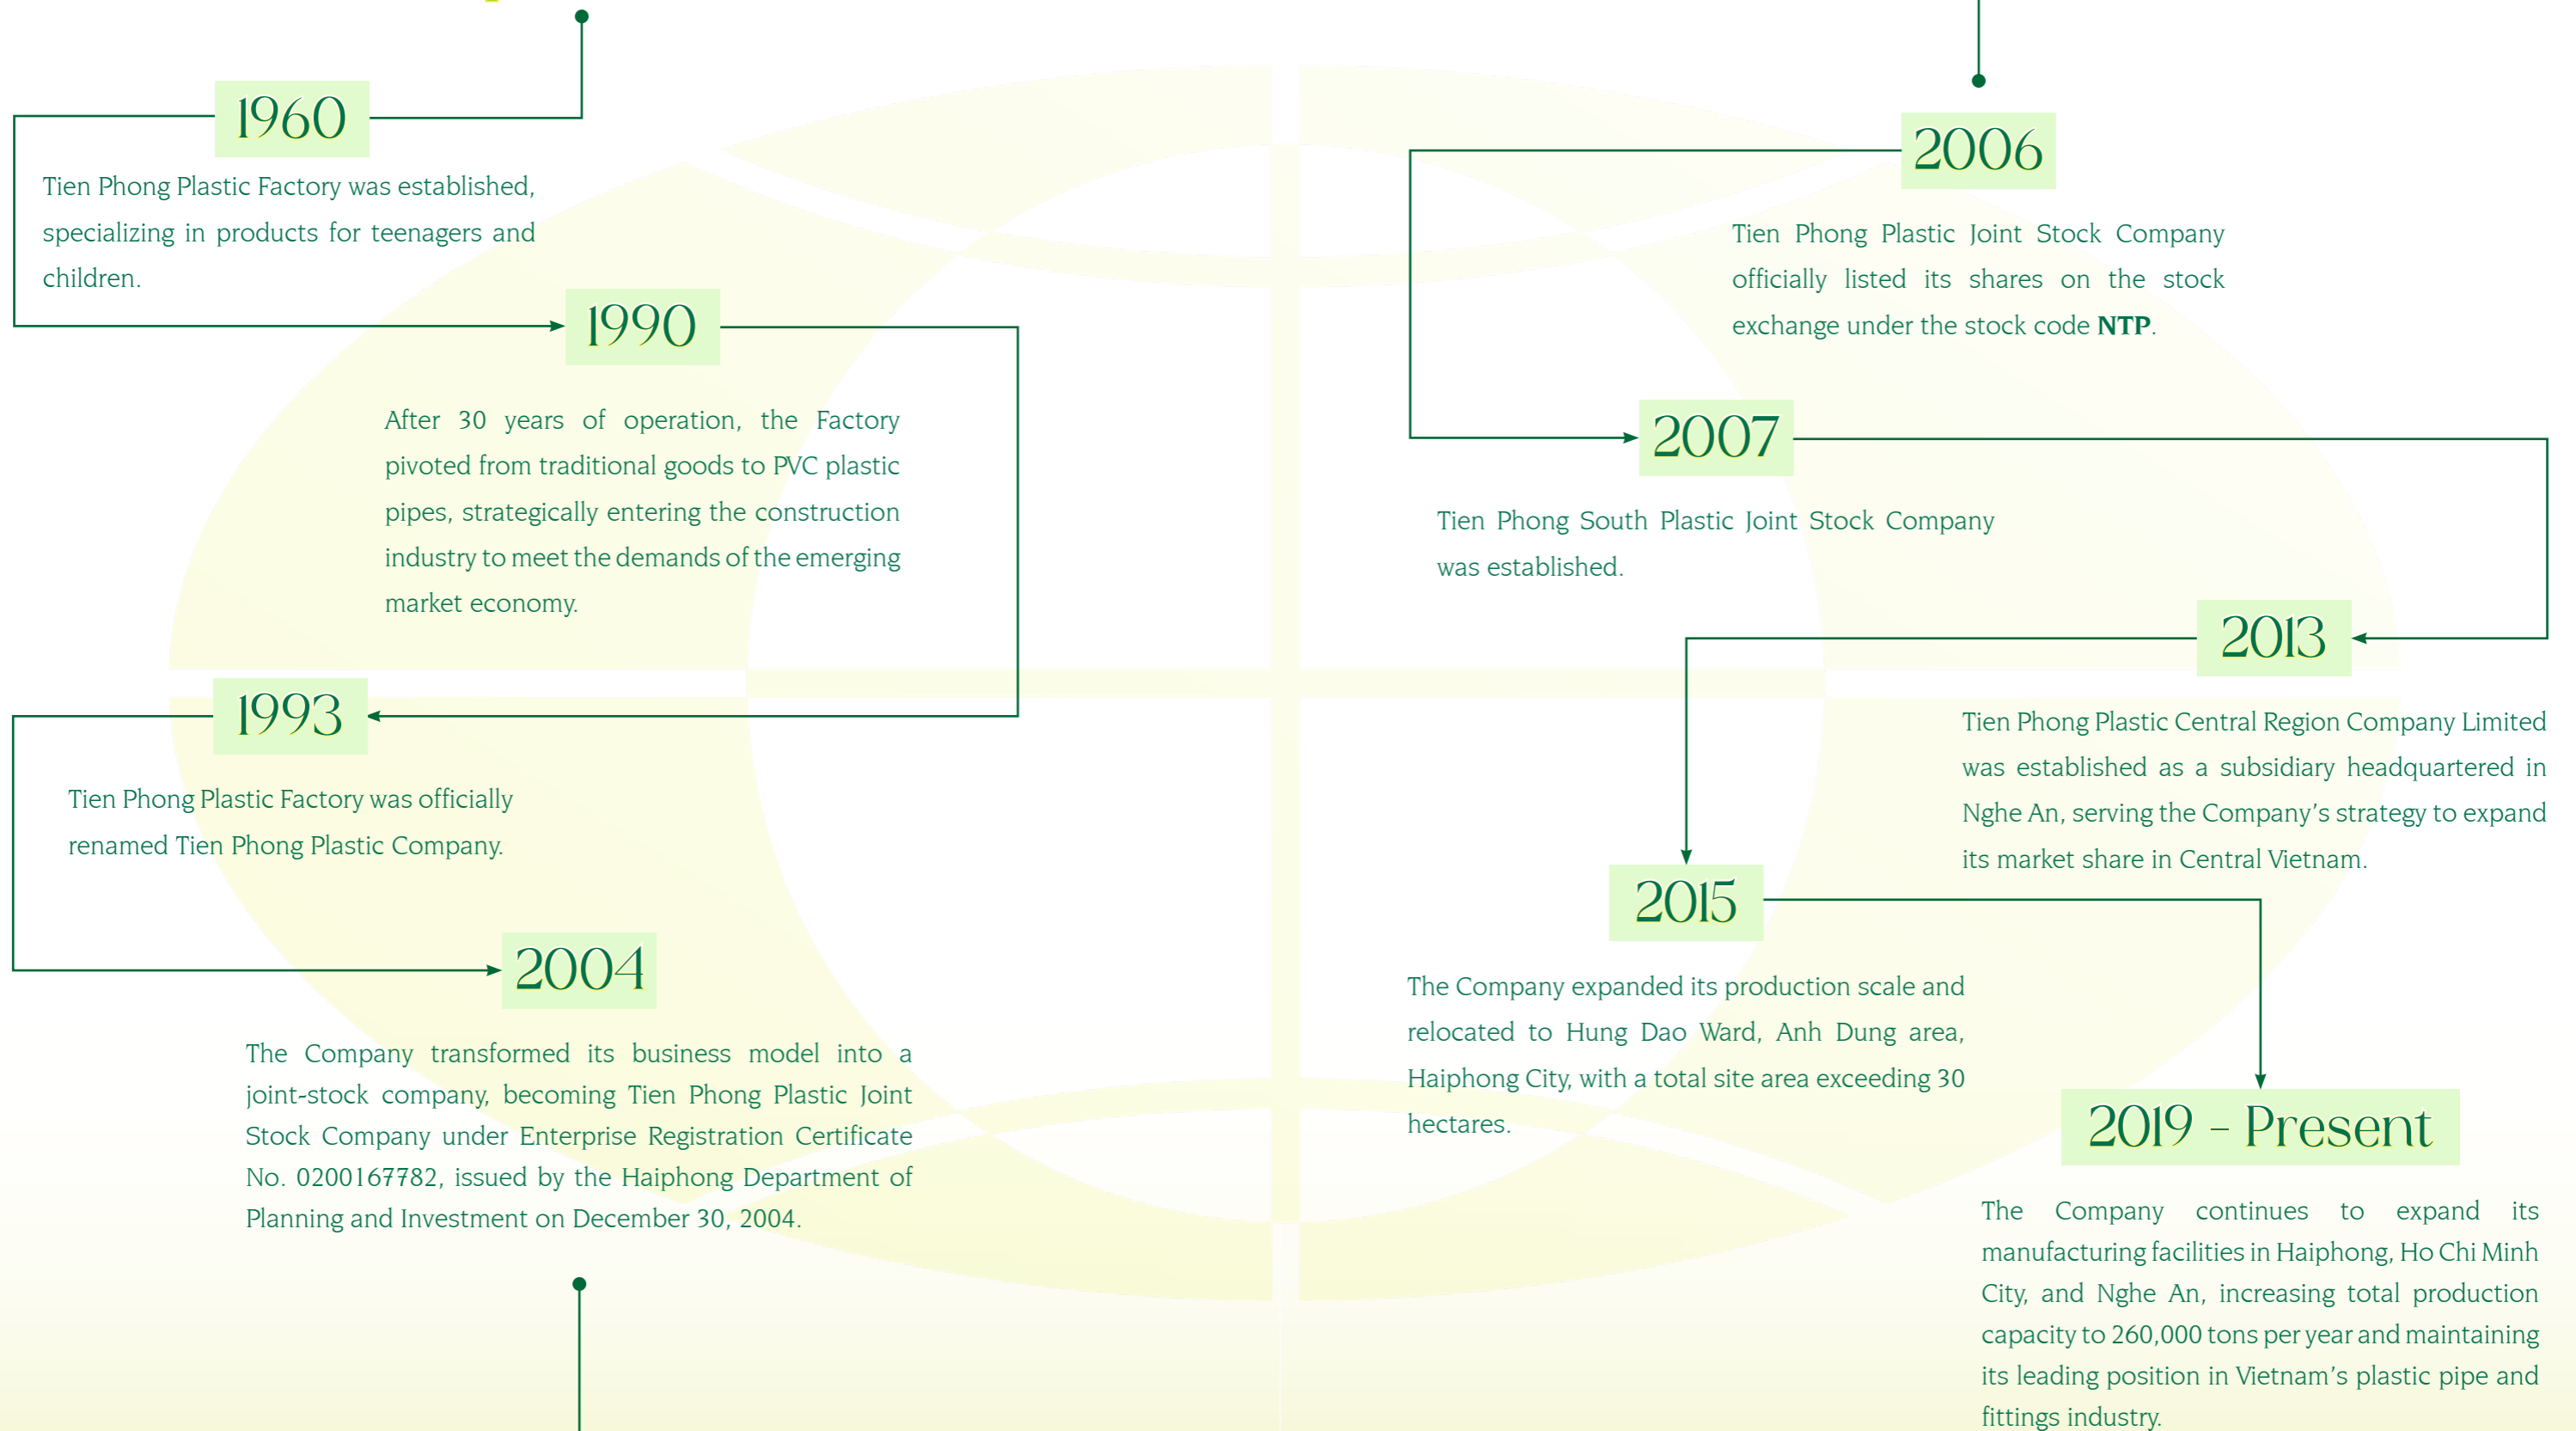 1960
Tien Phong Plastic Factory was established,
specializing in products for teenagers and
children.
1990
After 30 years of operation, the Factory
pivoted from traditional goods to PVC plastic
pipes, strategically entering the construction
industry to meet the demands of the emerging
market economy.
1993
Tien Phong Plastic Factory was officially
renamed Tien Phong Plastic Company.
2004
The Company transformed its business model into a
joint-stock company, becoming Tien Phong Plastic Joint
Stock Company under Enterprise Registration Certificate
No. 0200167782, issued by the Haiphong Department of
Planning and Investment on December 30, 2004.
2006
Tien Phong Plastic Joint Stock Company
officially listed its shares on the stock
exchange under the stock code NTP.
2007
Tien Phong South Plastic Joint Stock Company
was established.
2013
Tien Phong Plastic Central Region Company Limited
was established as a subsidiary headquartered in
Nghe An, serving the Company's strategy to expand
its market share in Central Vietnam.
2015
The Company expanded its production scale and
relocated to Hung Dao Ward, Anh Dung area,
Haiphong City, with a total site area exceeding 30
hectares.
2019 - Present
The Company continues to expand its
manufacturing facilities in Haiphong, Ho Chi Minh
City, and Nghe An, increasing total production
capacity to 260,000 tons per year and maintaining
its leading position in Vietnam's plastic pipe and
fittings industry.